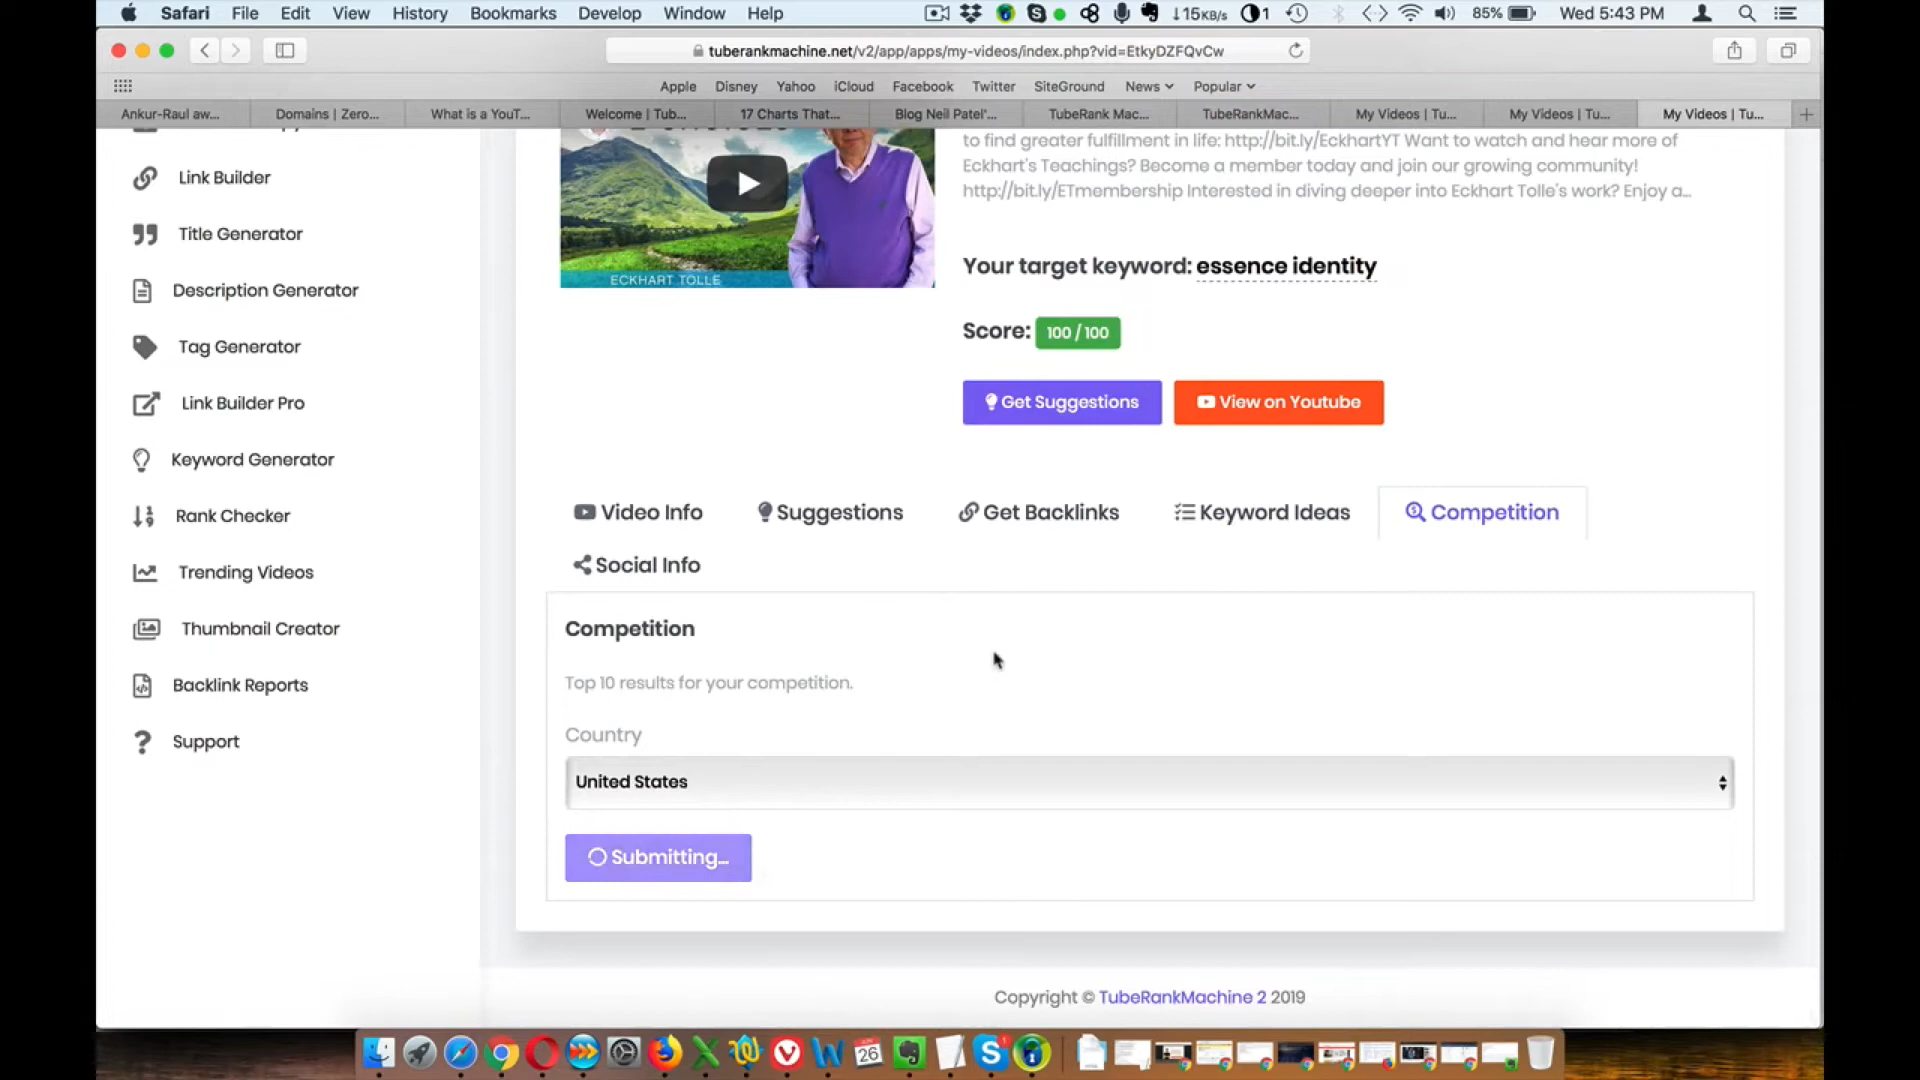 Safari File Edit View History Bookmarks Develop Window Help 1 ↓15KB/s 85% Wed 5:43 PM
tuberankmachine.net/v2/app/apps/my-videos/index.php?vid=EtkyDZFQvCw
Apple Disney Yahoo iCloud Facebook Twitter SiteGround News Popular
Ankur-Raul aw... Domains | Zero... What is a YouT... Welcome | Tub... 17 Charts That... Blog Neil Patel'... TubeRank Mac... TubeRankMac... My Videos | Tu... My Videos | Tu... My Videos | Tu...
to find greater fulfillment in life: http://bit.ly/EckhartYT Want to watch and hear more of
Eckhart's Teachings? Become a member today and join our growing community!
http://bit.ly/ETmembership Interested in diving deeper into Eckhart Tolle's work? Enjoy a...
Link Builder
Title Generator
Description Generator
Tag Generator
Link Builder Pro
Keyword Generator
Rank Checker
Trending Videos
Thumbnail Creator
Backlink Reports
Support
ECKHART TOLLE
Your target keyword: essence identity
Score: 100 / 100
Get Suggestions View on Youtube
Video Info Suggestions Get Backlinks Keyword Ideas Competition
Social Info
Competition
Top 10 results for your competition.
Country
United States
Submitting...
Copyright © TubeRankMachine 2 2019
26